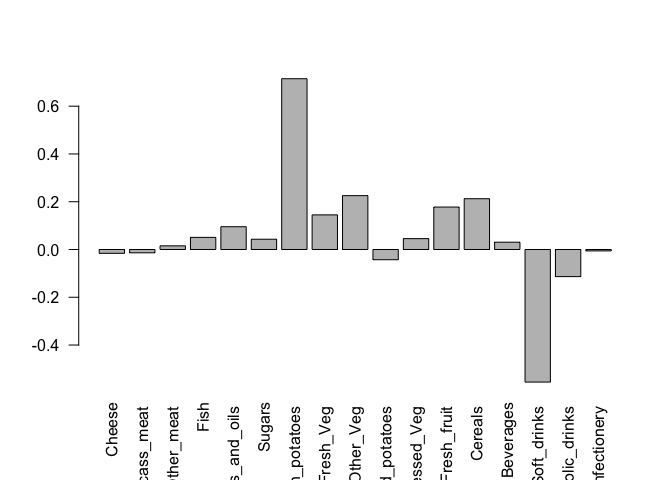 0.6
0.4
0.2
0.0
-0.2
-0.4
Cheese
cass_meat
ther_meat
Fish
s_and_oils
Sugars
n_potatoes
Fresh_Veg
Other_Veg
d_potatoes
essed_Veg
Fresh_fruit
Cereals
Beverages
Soft_drinks
olic_drinks
nfectionery